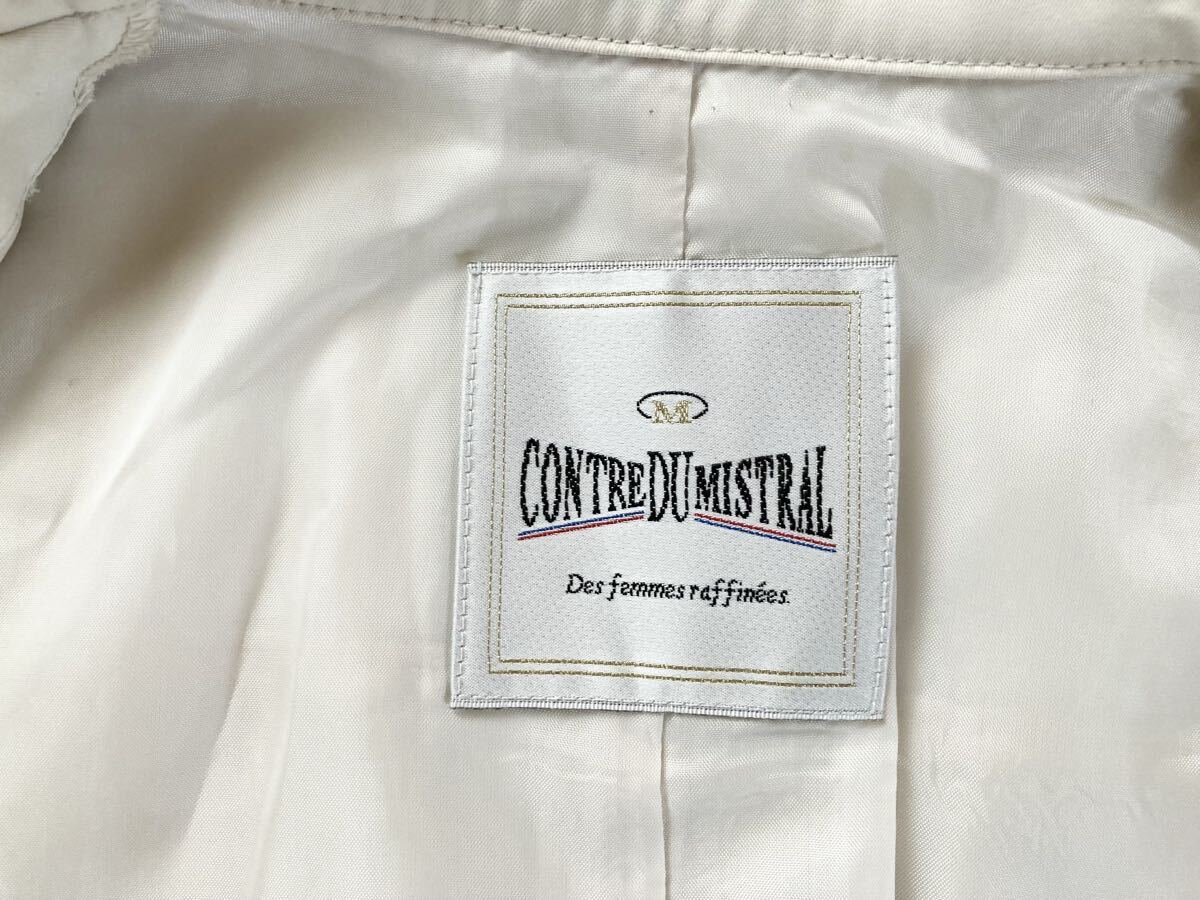 M
CONTRE DU MISTRAL
Des femmes raffinées.